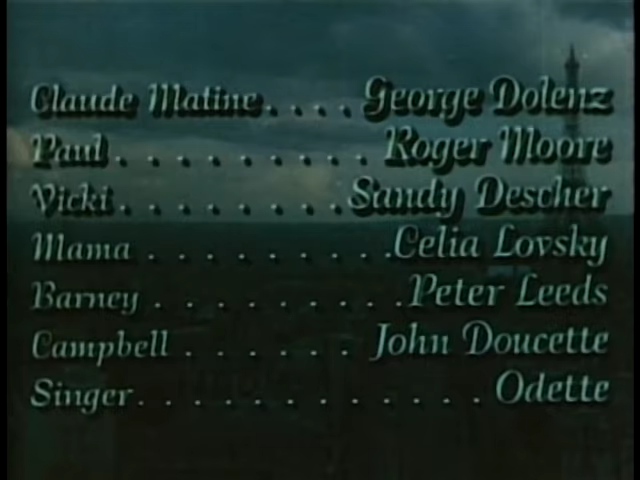 Claude Matine.... George Dolenz
Paul......... Roger Moore
Vicki........Sandy Descher
Mama.........Celia Lovsky
Barney.........Peter Leeds
Campbell...... John Doucette
Singer............ Odette